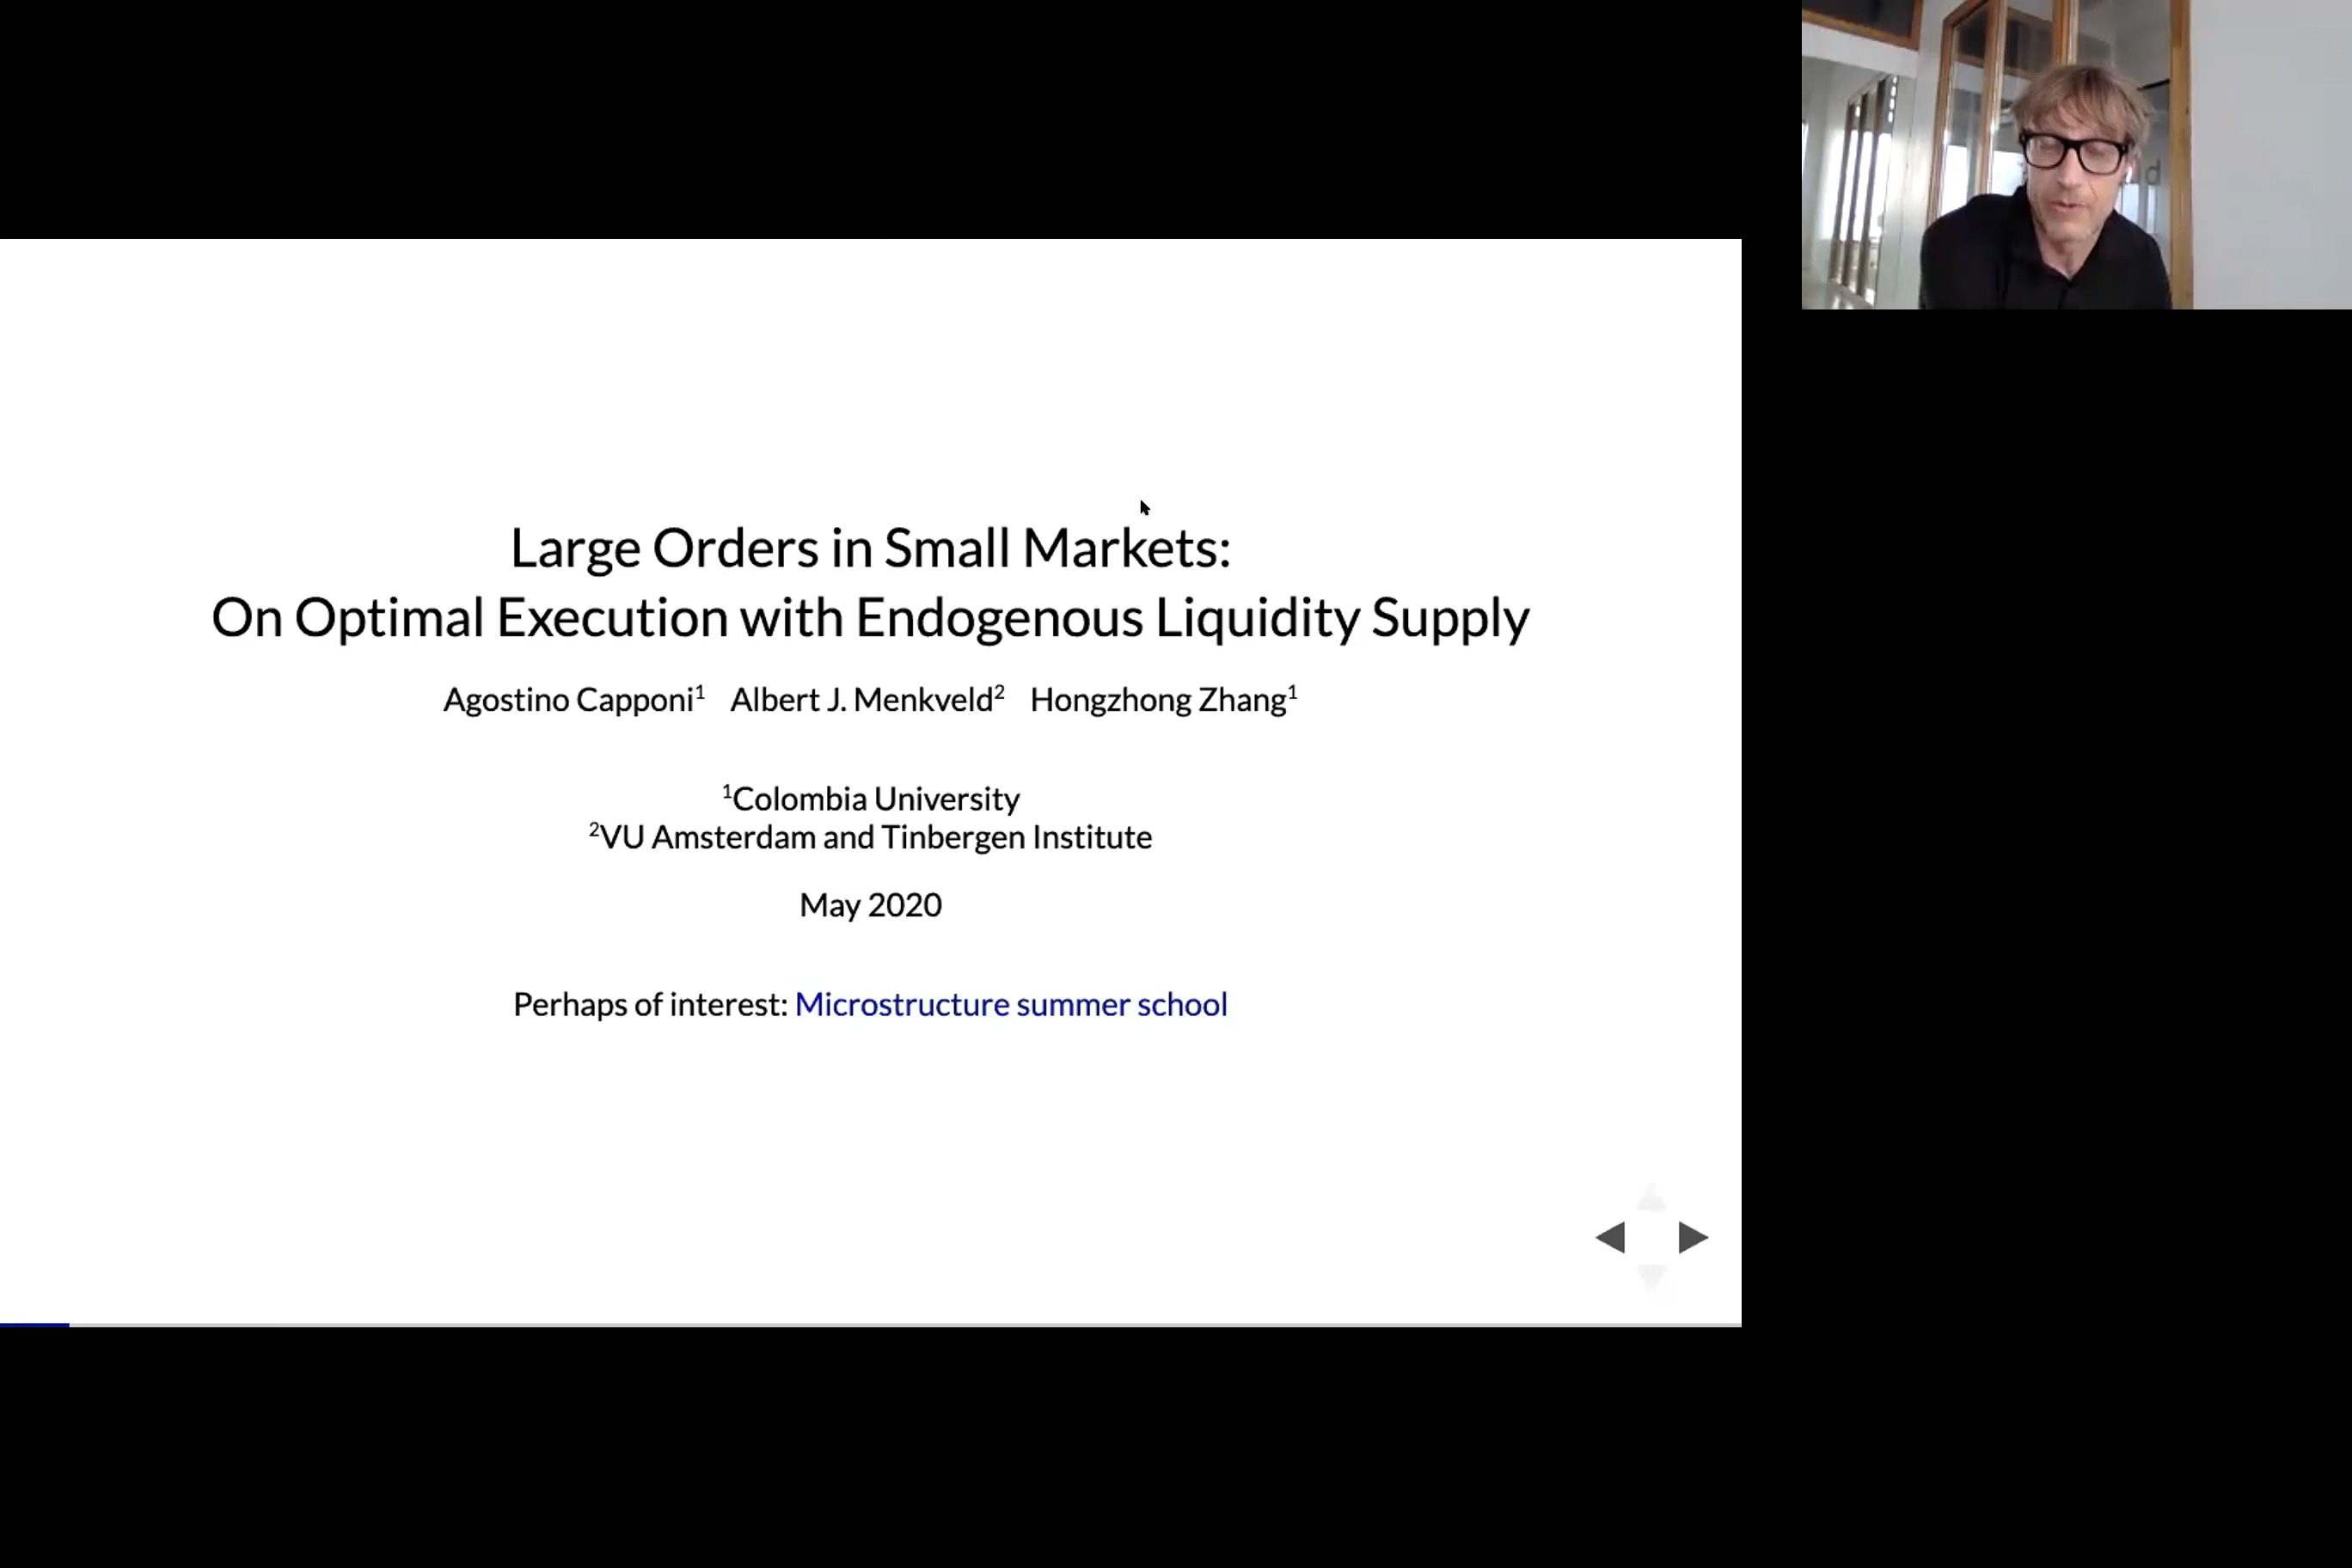 Large Orders in Small Markets:
On Optimal Execution with Endogenous Liquidity Supply
Agostino Capponi¹ Albert J. Menkveld² Hongzhong Zhang¹
¹Colombia University
²VU Amsterdam and Tinbergen Institute
May 2020
Perhaps of interest: Microstructure summer school